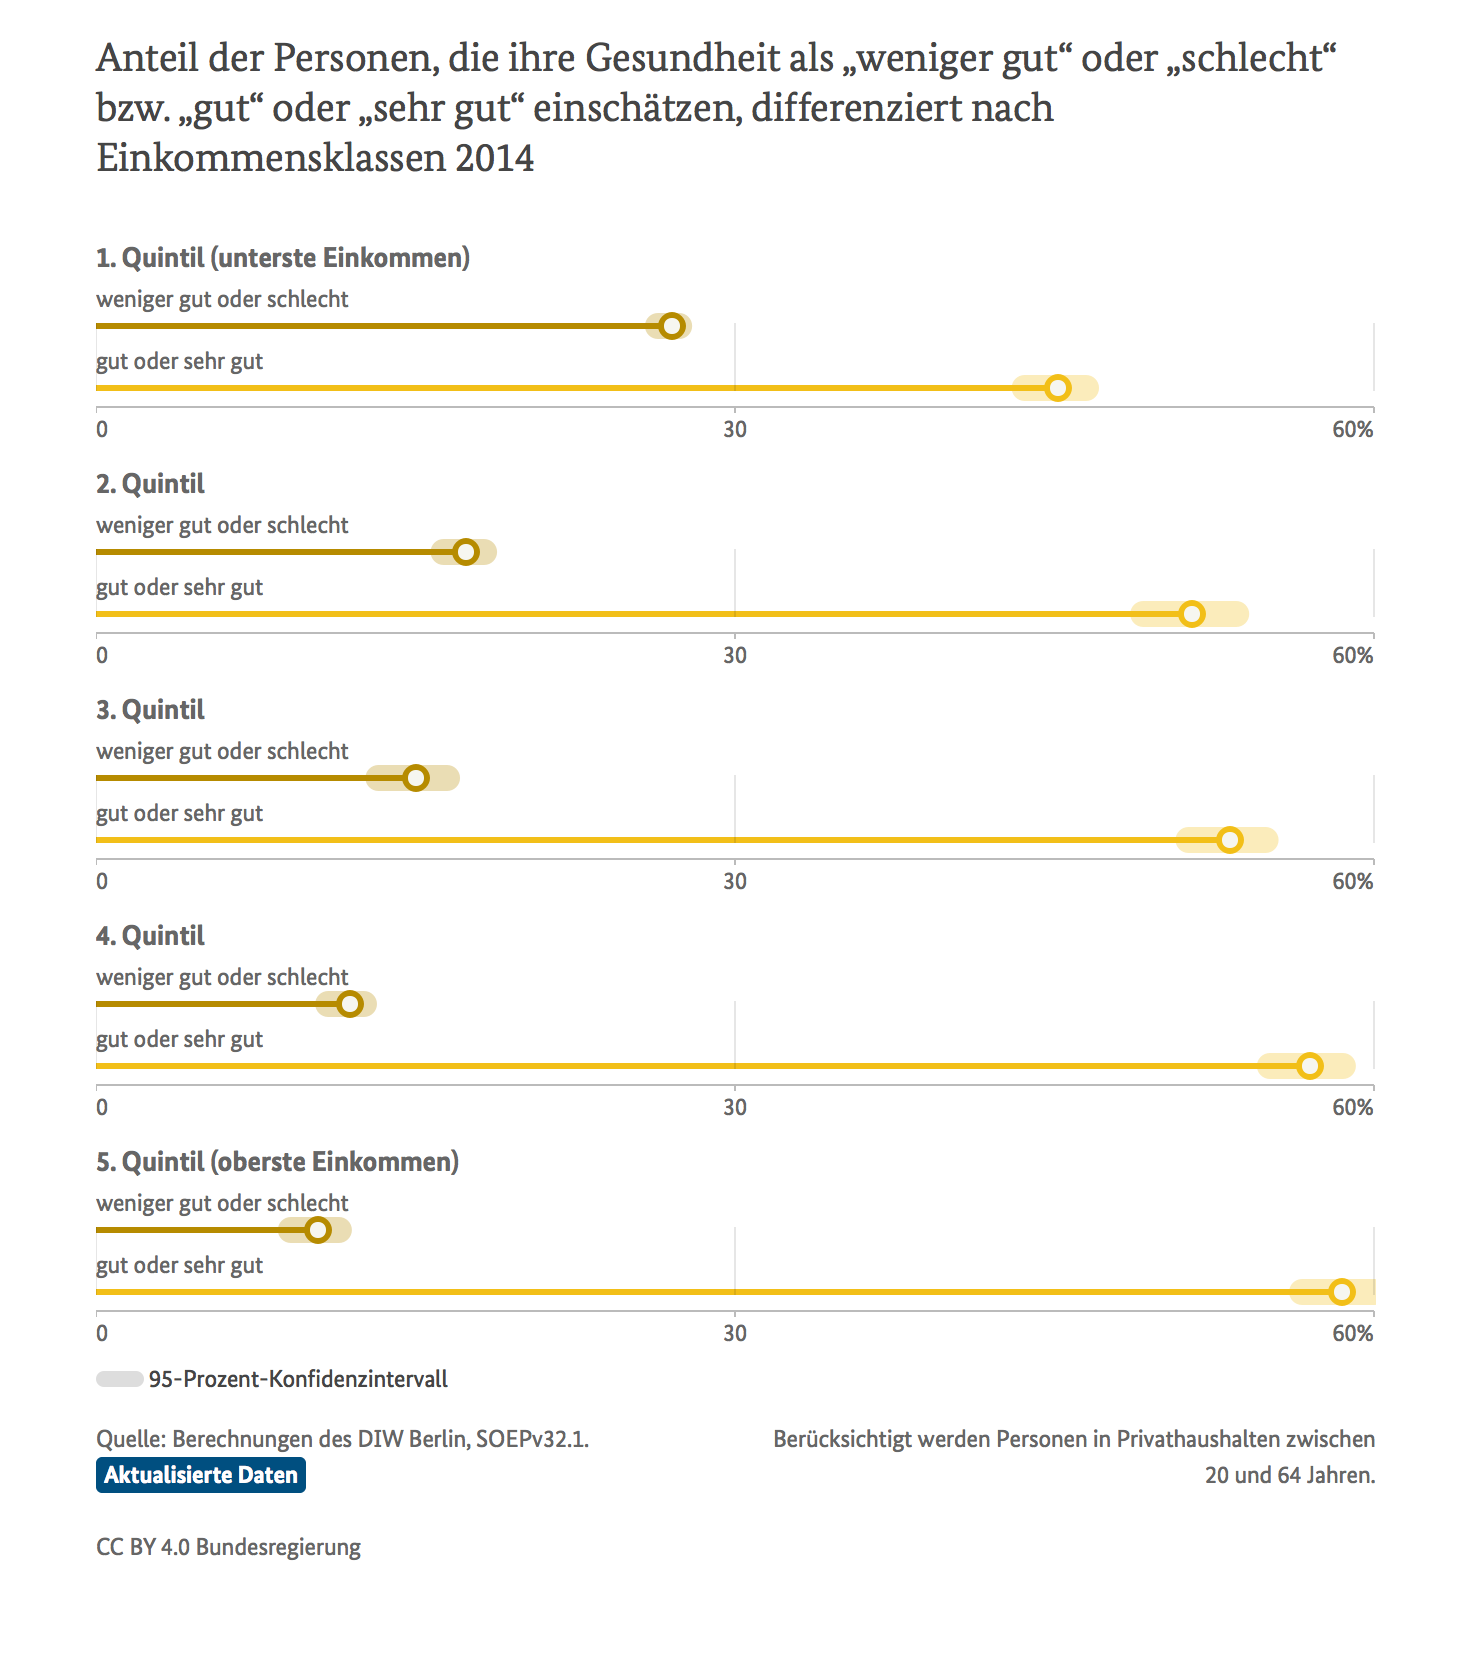 Anteil der Personen, die ihre Gesundheit als „weniger gut“ oder „schlecht“
bzw. „gut“ oder „sehr gut“ einschätzen, differenziert nach
Einkommensklassen 2014
1. Quintil (unterste Einkommen)
weniger gut oder schlecht
gut oder sehr gut
0 30 60%
2. Quintil
weniger gut oder schlecht
gut oder sehr gut
0 30 60%
3. Quintil
weniger gut oder schlecht
gut oder sehr gut
0 30 60%
4. Quintil
weniger gut oder schlecht
gut oder sehr gut
0 30 60%
5. Quintil (oberste Einkommen)
weniger gut oder schlecht
gut oder sehr gut
0 30 60%
95-Prozent-Konfidenzintervall
Quelle: Berechnungen des DIW Berlin, SOEPv32.1.
Aktualisierte Daten
Berücksichtigt werden Personen in Privathaushalten zwischen
20 und 64 Jahren.
CC BY 4.0 Bundesregierung